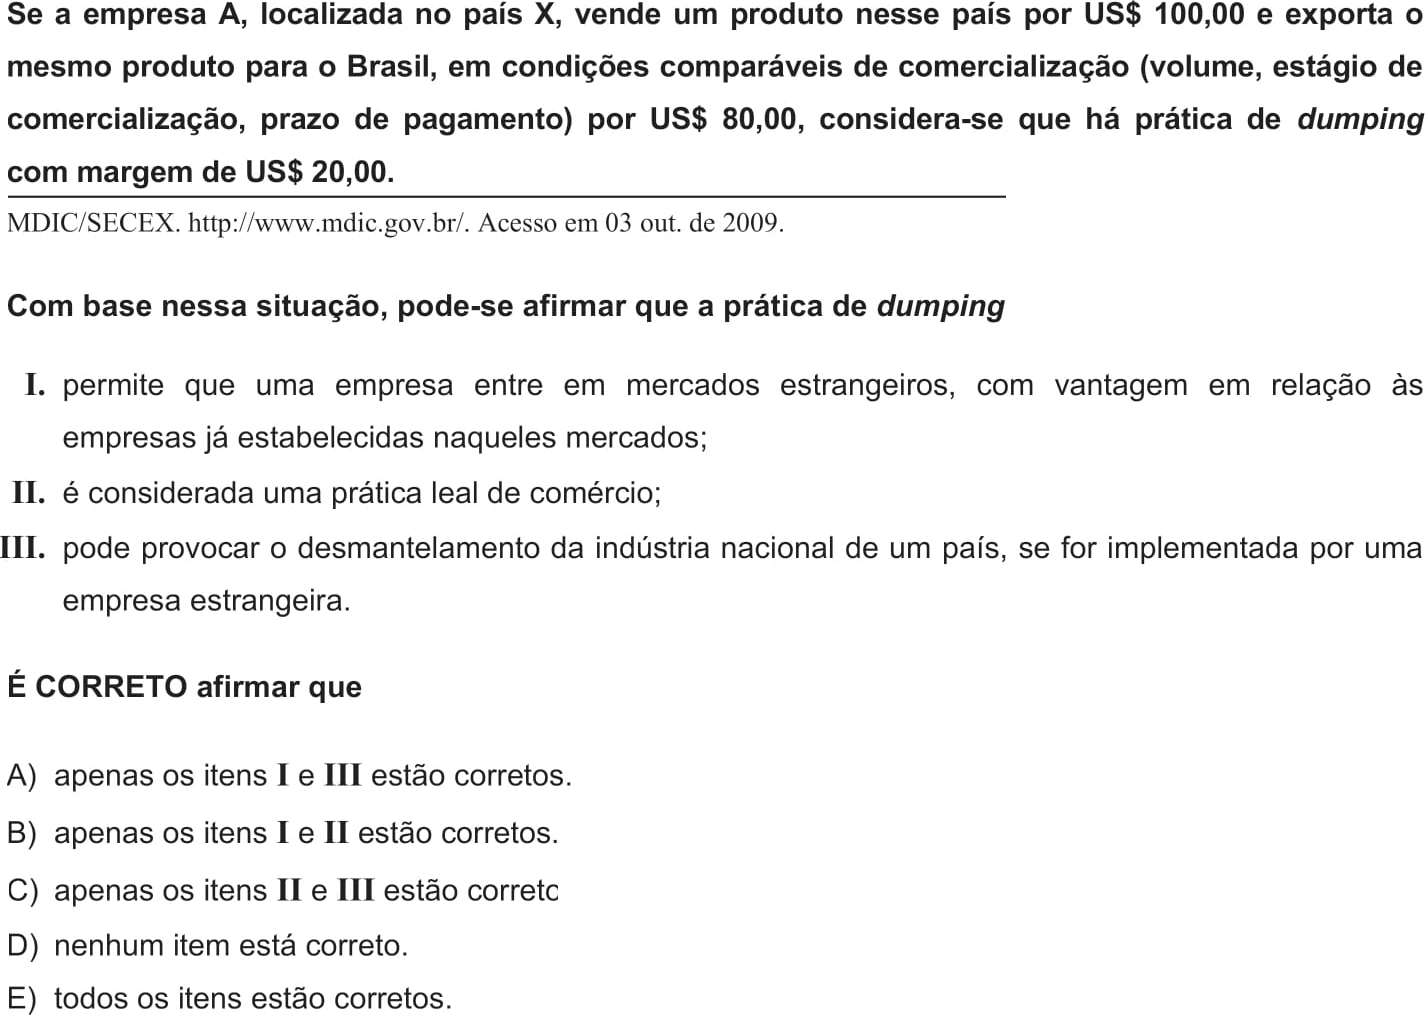 Se a empresa A, localizada no país X, vende um produto nesse país por US$ 100,00 e exporta o
mesmo produto para o Brasil, em condições comparáveis de comercialização (volume, estágio de
comercialização, prazo de pagamento) por US$ 80,00, considera-se que há prática de dumping
com margem de US$ 20,00.
MDIC/SECEX. http://www.mdic.gov.br/. Acesso em 03 out. de 2009.
Com base nessa situação, pode-se afirmar que a prática de dumping
I. permite que uma empresa entre em mercados estrangeiros, com vantagem em relação às
empresas já estabelecidas naqueles mercados;
II. é considerada uma prática leal de comércio;
III. pode provocar o desmantelamento da indústria nacional de um país, se for implementada por uma
empresa estrangeira.
É CORRETO afirmar que
A) apenas os itens I e III estão corretos.
B) apenas os itens I e II estão corretos.
C) apenas os itens II e III estão correto
D) nenhum item está correto.
E) todos os itens estão corretos.